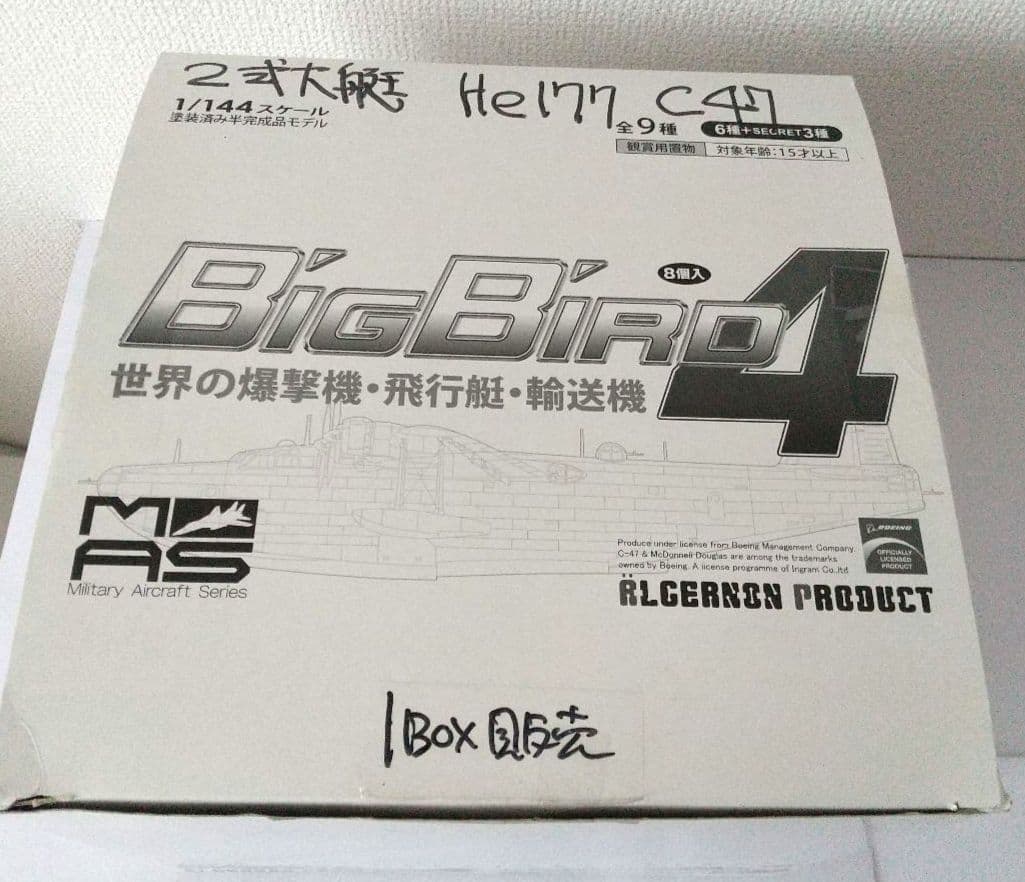 2式大艇 He177 C47
1/144スケール
塗装済み半完成品モデル
全9種 6種+SECRET3種
観賞用置物 対象年齢:15才以上
8個入
BIGBIRD4
世界の爆撃機・飛行艇・輸送機
MAS
Military Aircraft Series
BOEING
OFFICIALLY
LICENSED
PRODUCT
Produce under license from Boeing Management Company.
C-47 & McDonnell Douglas are among the trademarks
owned by Boeing. A license programme of Ingram Co.,ltd
ÄLGERNON PRODUCT
1BOX販売